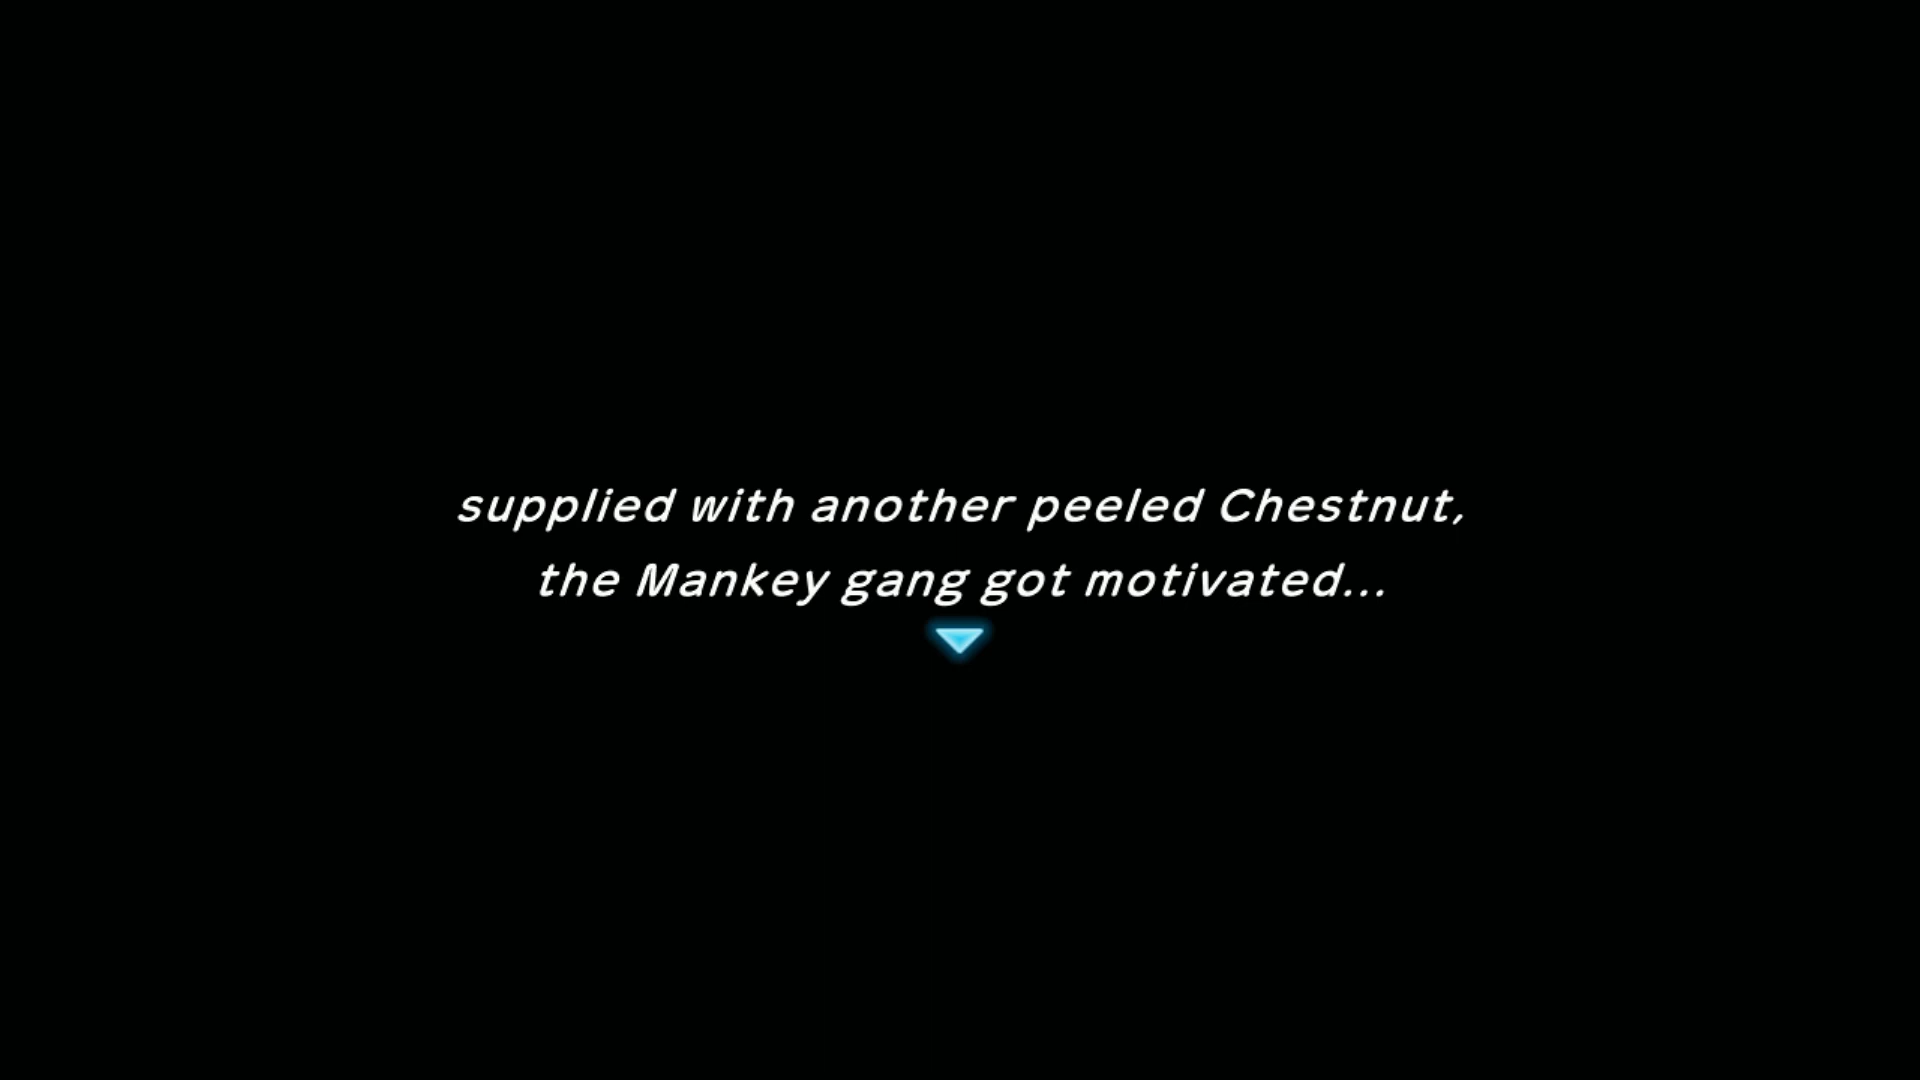 supplied with another peeled Chestnut,
the Mankey gang got motivated...